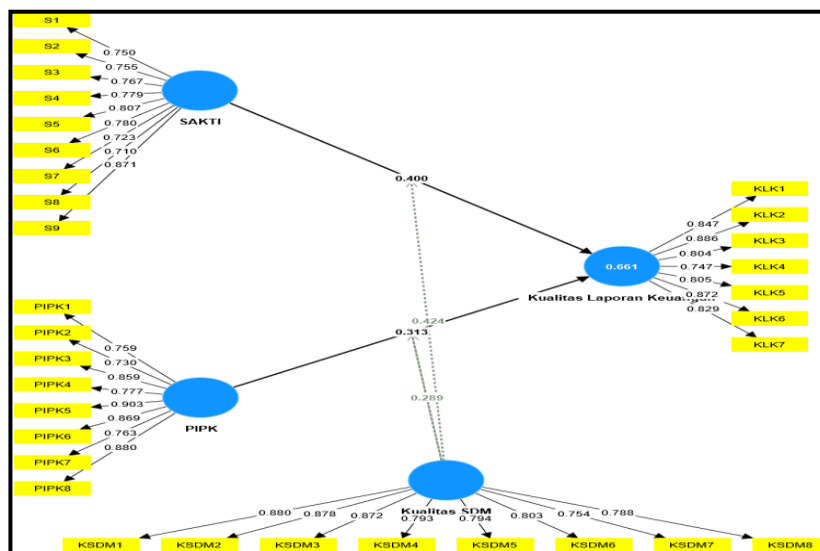 S1
S2
S3
S4
S5
S6
S7
S8
S9
0.750
0.755
0.767
0.779
0.807
0.780
0.723
0.710
0.871
SAKTI
0.400
KLK1
KLK2
KLK3
KLK4
KLK5
KLK6
KLK7
0.847
0.886
0.804
0.747
0.805
0.872
0.829
0.661
Kualitas Laporan Keuangan
0.424
0.313
0.289
PIPK1
PIPK2
PIPK3
PIPK4
PIPK5
PIPK6
PIPK7
PIPK8
0.759
0.730
0.859
0.777
0.903
0.869
0.763
0.880
PIPK
Kualitas SDM
0.880
0.878
0.872
0.793
0.794
0.803
0.754
0.788
KSDM1
KSDM2
KSDM3
KSDM4
KSDM5
KSDM6
KSDM7
KSDM8